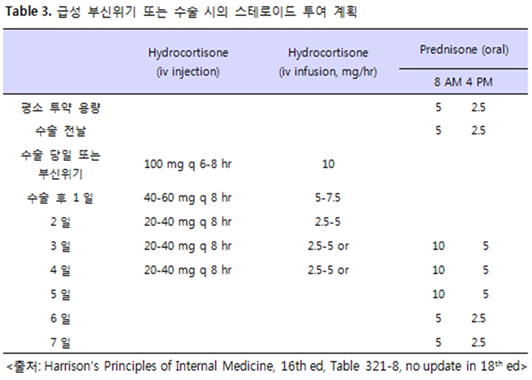 Table 3. 급성 부신위기 또는 수술 시의 스테로이드 투여 계획
Hydrocortisone (iv injection) Hydrocortisone (iv infusion, mg/hr) Prednisone (oral)
8 AM 4 PM
평소 투약 용량 5 2.5
수술 전날 5 2.5
수술 당일 또는 부신위기 100 mg q 6-8 hr 10
수술 후 1 일 40-60 mg q 8 hr 5-7.5
2 일 20-40 mg q 8 hr 2.5-5
3 일 20-40 mg q 8 hr 2.5-5 or 10 5
4 일 20-40 mg q 8 hr 2.5-5 or 10 5
5 일 10 5
6 일 5 2.5
7 일 5 2.5
<출처: Harrison's Principles of Internal Medicine, 16th ed, Table 321-8, no update in 18th ed>